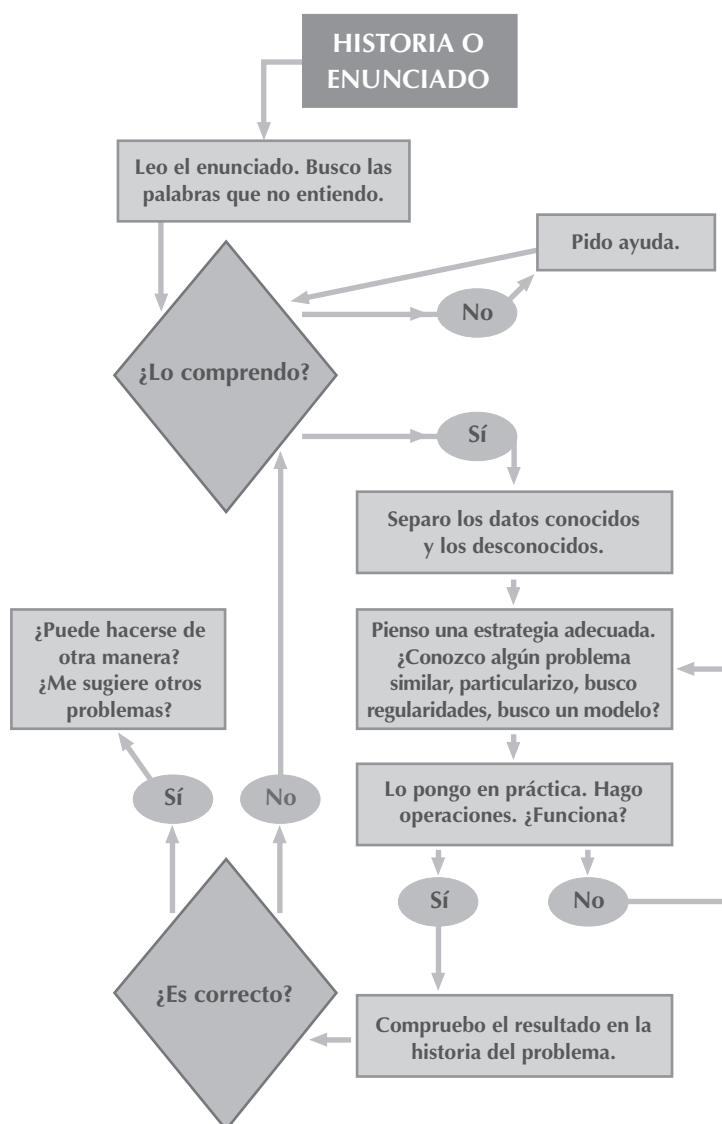 HISTORIA O
ENUNCIADO
Leo el enunciado. Busco las
palabras que no entiendo.
Pido ayuda.
No
¿Lo comprendo?
Sí
Separo los datos conocidos
y los desconocidos.
¿Puede hacerse de
otra manera?
¿Me sugiere otros
problemas?
Pienso una estrategia adecuada.
¿Conozco algún problema
similar, particularizo, busco
regularidades, busco un modelo?
Sí
No
Lo pongo en práctica. Hago
operaciones. ¿Funciona?
Sí
No
¿Es correcto?
Compruebo el resultado en la
historia del problema.